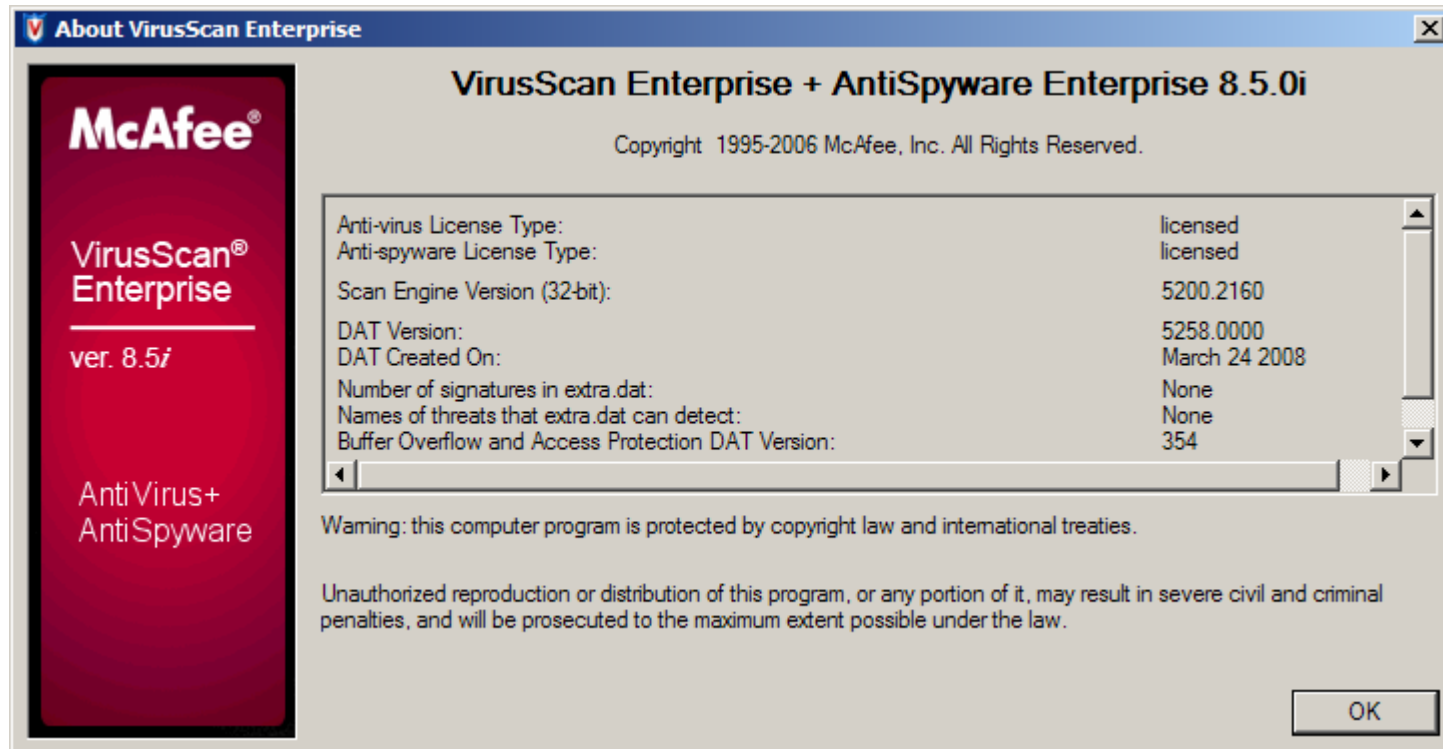 About VirusScan Enterprise
McAfee®
VirusScan®
Enterprise
ver. 8.5i
AntiVirus+
AntiSpyware
VirusScan Enterprise + AntiSpyware Enterprise 8.5.0i
Copyright 1995-2006 McAfee, Inc. All Rights Reserved.
Anti-virus License Type: licensed
Anti-spyware License Type: licensed
Scan Engine Version (32-bit): 5200.2160
DAT Version: 5258.0000
DAT Created On: March 24 2008
Number of signatures in extra.dat: None
Names of threats that extra.dat can detect: None
Buffer Overflow and Access Protection DAT Version: 354
Warning: this computer program is protected by copyright law and international treaties.
Unauthorized reproduction or distribution of this program, or any portion of it, may result in severe civil and criminal
penalties, and will be prosecuted to the maximum extent possible under the law.
OK